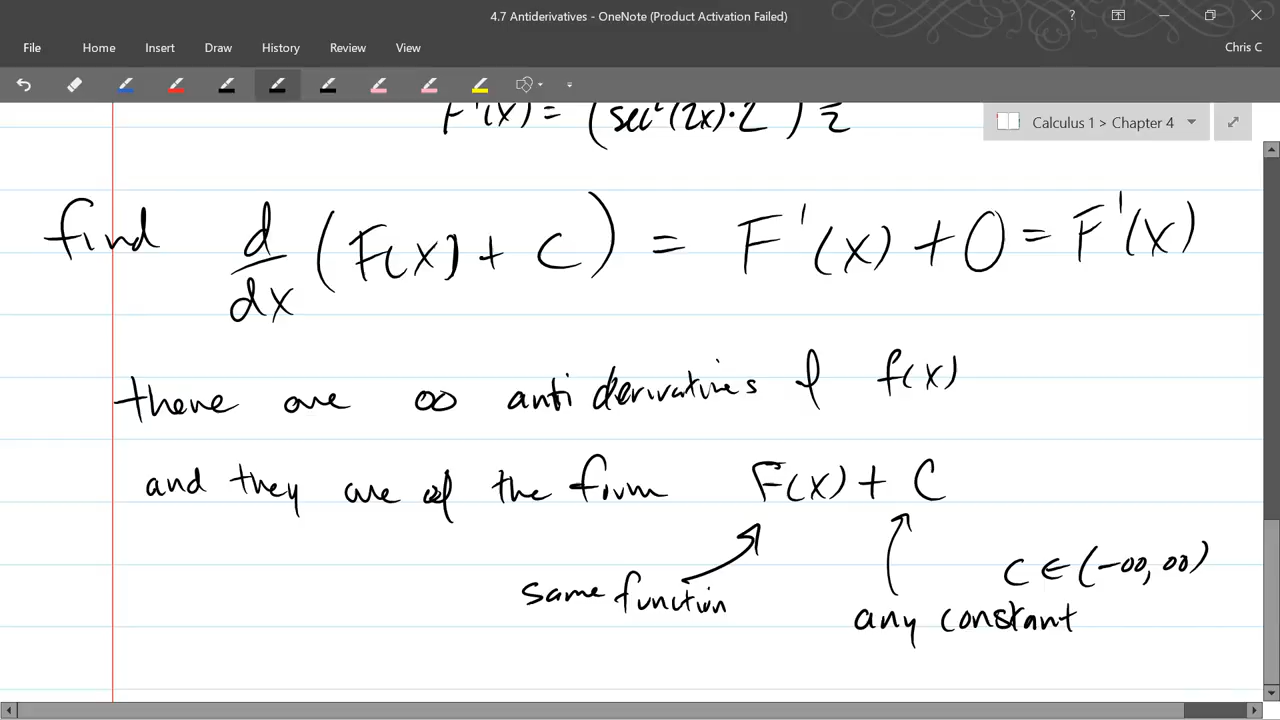 4.7 Antiderivatives - OneNote (Product Activation Failed)
?
File Home Insert Draw History Review View Chris C
Calculus 1 > Chapter 4
F'(x) = (sec²(2x)·2)
find d/dx (F(x) + C) = F'(x) + 0 = F'(x)
there are ∞ antiderivatives of f(x)
and they are of the form F(x) + C
same function
C ∈ (-∞, ∞)
any constant